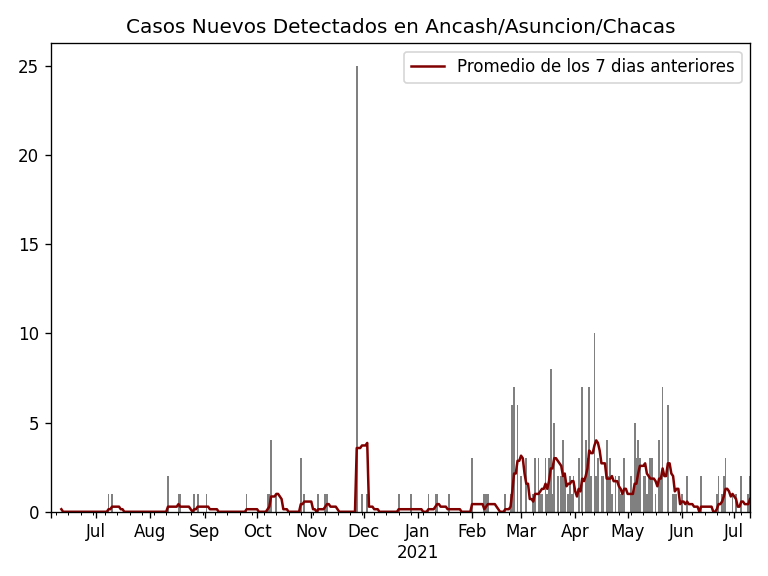 Casos Nuevos Detectados en Ancash/Asuncion/Chacas
Promedio de los 7 dias anteriores
25
20
15
10
5
0
Jul Aug Sep Oct Nov Dec Jan Feb Mar Apr May Jun Jul
2021